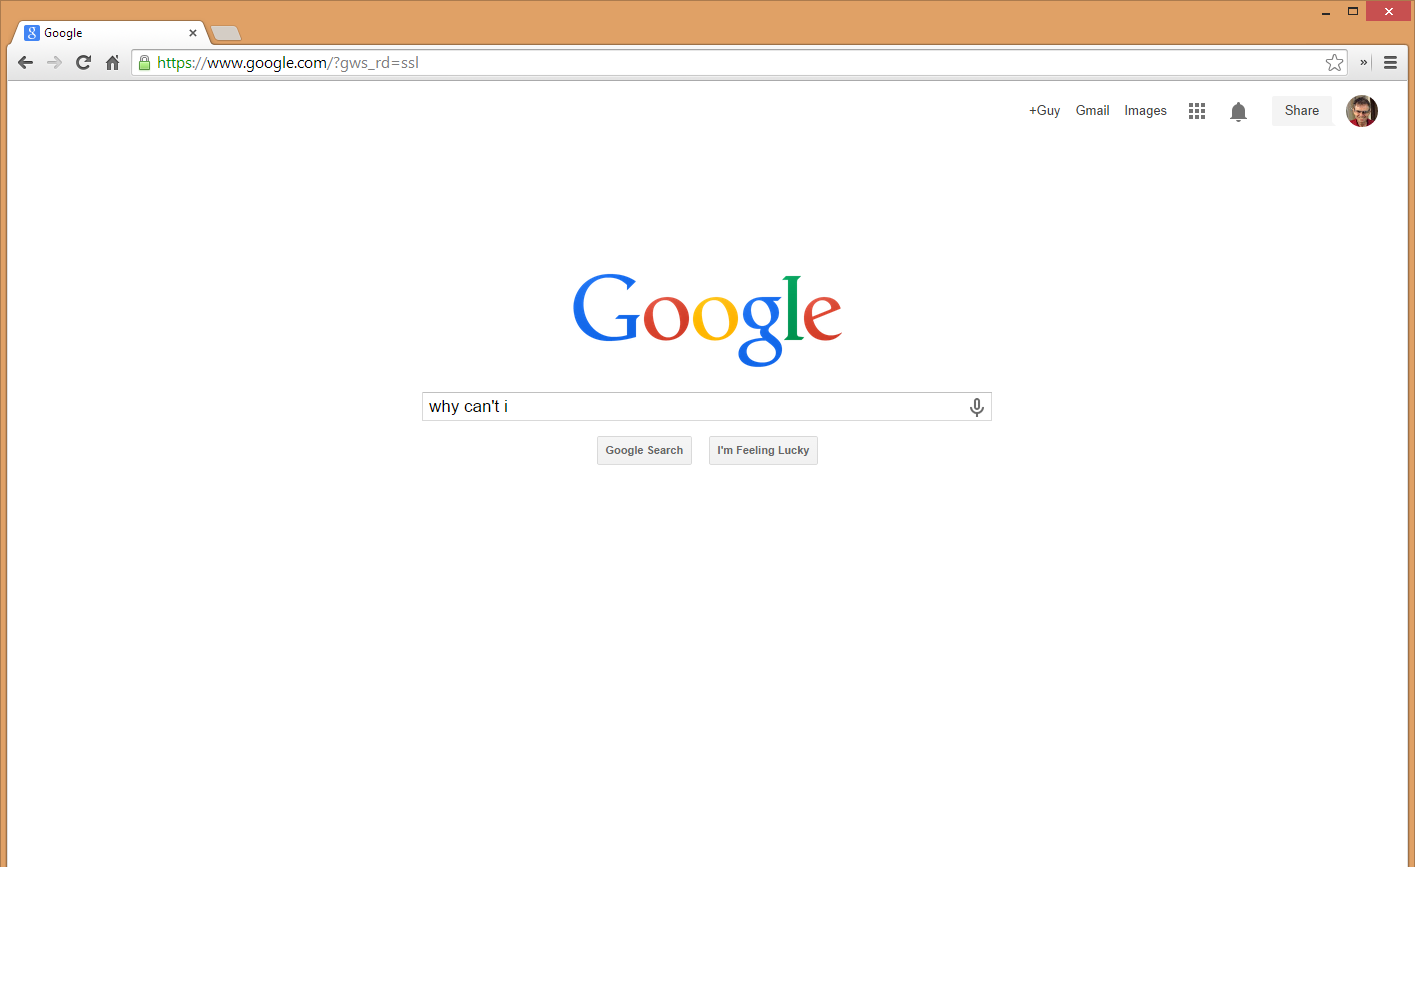 Google
https://www.google.com/?gws_rd=ssl
+Guy Gmail Images Share
Google
why can't i
Google Search I'm Feeling Lucky